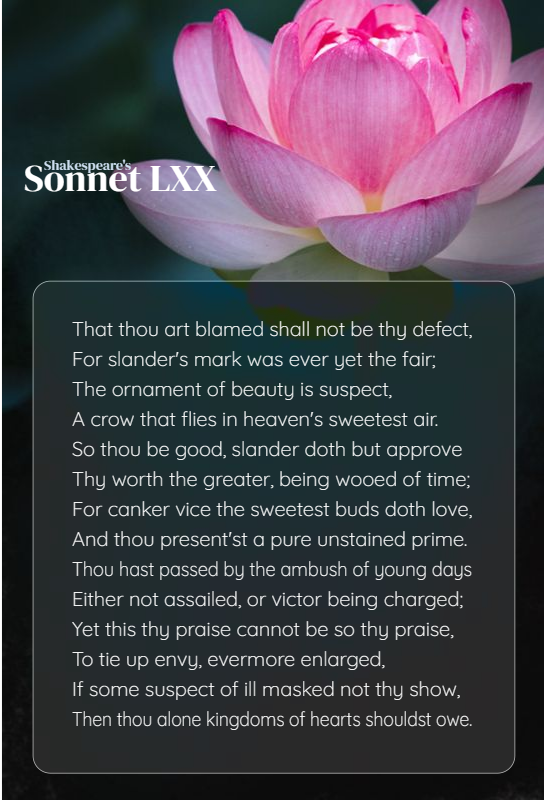 Shakespeare's
Sonnet LXX
That thou art blamed shall not be thy defect,
For slander's mark was ever yet the fair;
The ornament of beauty is suspect,
A crow that flies in heaven's sweetest air.
So thou be good, slander doth but approve
Thy worth the greater, being wooed of time;
For canker vice the sweetest buds doth love,
And thou present'st a pure unstained prime.
Thou hast passed by the ambush of young days
Either not assailed, or victor being charged;
Yet this thy praise cannot be so thy praise,
To tie up envy, evermore enlarged,
If some suspect of ill masked not thy show,
Then thou alone kingdoms of hearts shouldst owe.